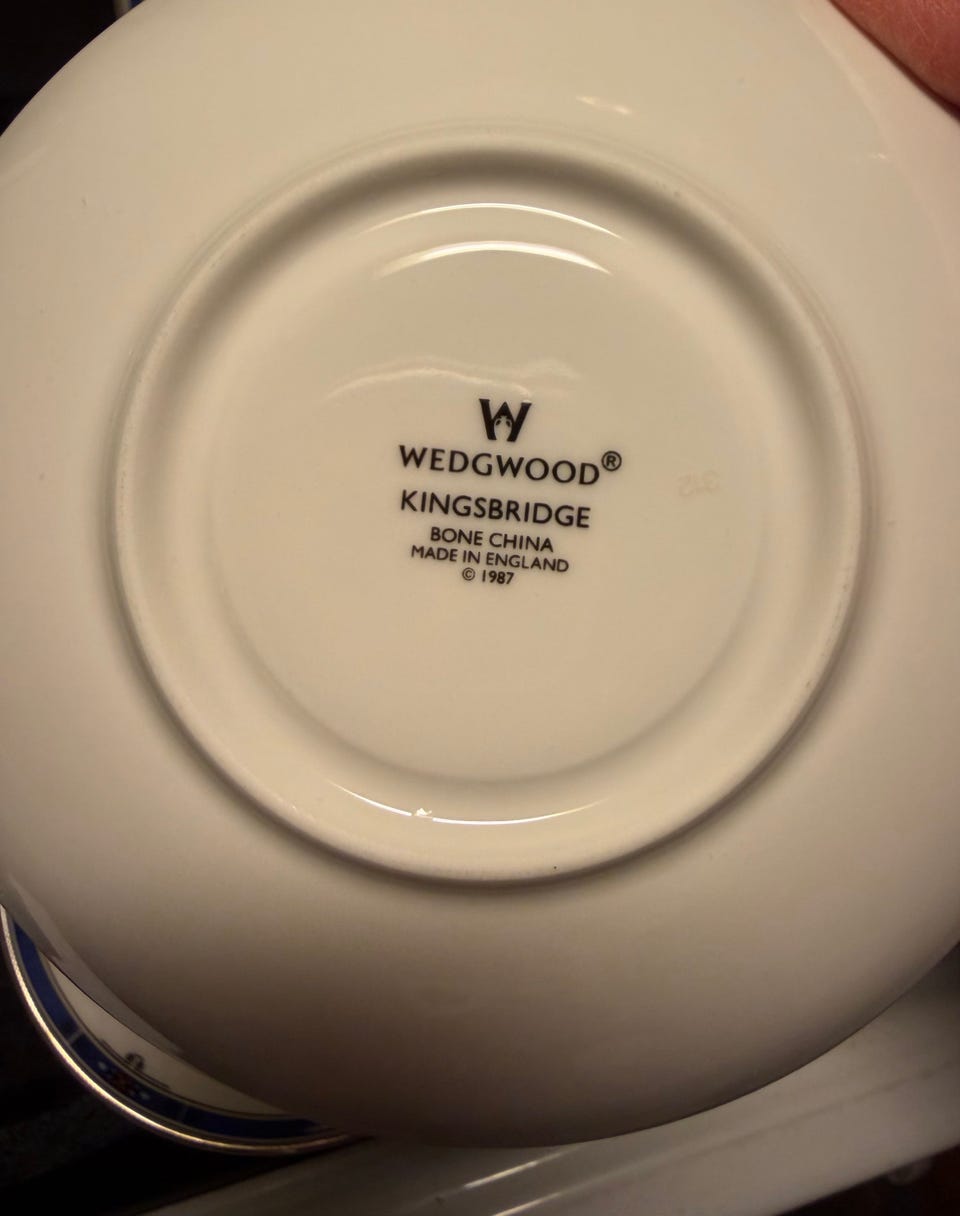 W
WEDGWOOD®
KINGSBRIDGE
BONE CHINA
MADE IN ENGLAND
© 1987